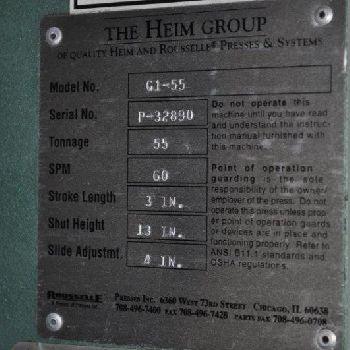 THE HEIM GROUP
OF QUALITY HEIM AND ROUSSELLE® PRESSES & SYSTEMS
Model No. G1-55
Serial No. P-32890
Tonnage 55
SPM 60
Stroke Length 3 IN.
Shut Height 13 IN.
Slide Adjustmt. 4 IN.
Do not operate this
machine until you have read
and understand the instruc-
tion manual furnished with
this machine.
Point of operation
guarding is the sole
responsibility of the owner/
employer of the press. Do not
operate this press unless prop-
er point of operation guards
or devices are in place and
functioning properly. Refer to
ANSI B11.1 standards and
OSHA regulations.
ROUSSELLE
PRESSES INC. 6360 WEST 73RD STREET CHICAGO, IL 60638
708-496-7400 FAX 708-496-7428 PARTS FAX 708-496-0708